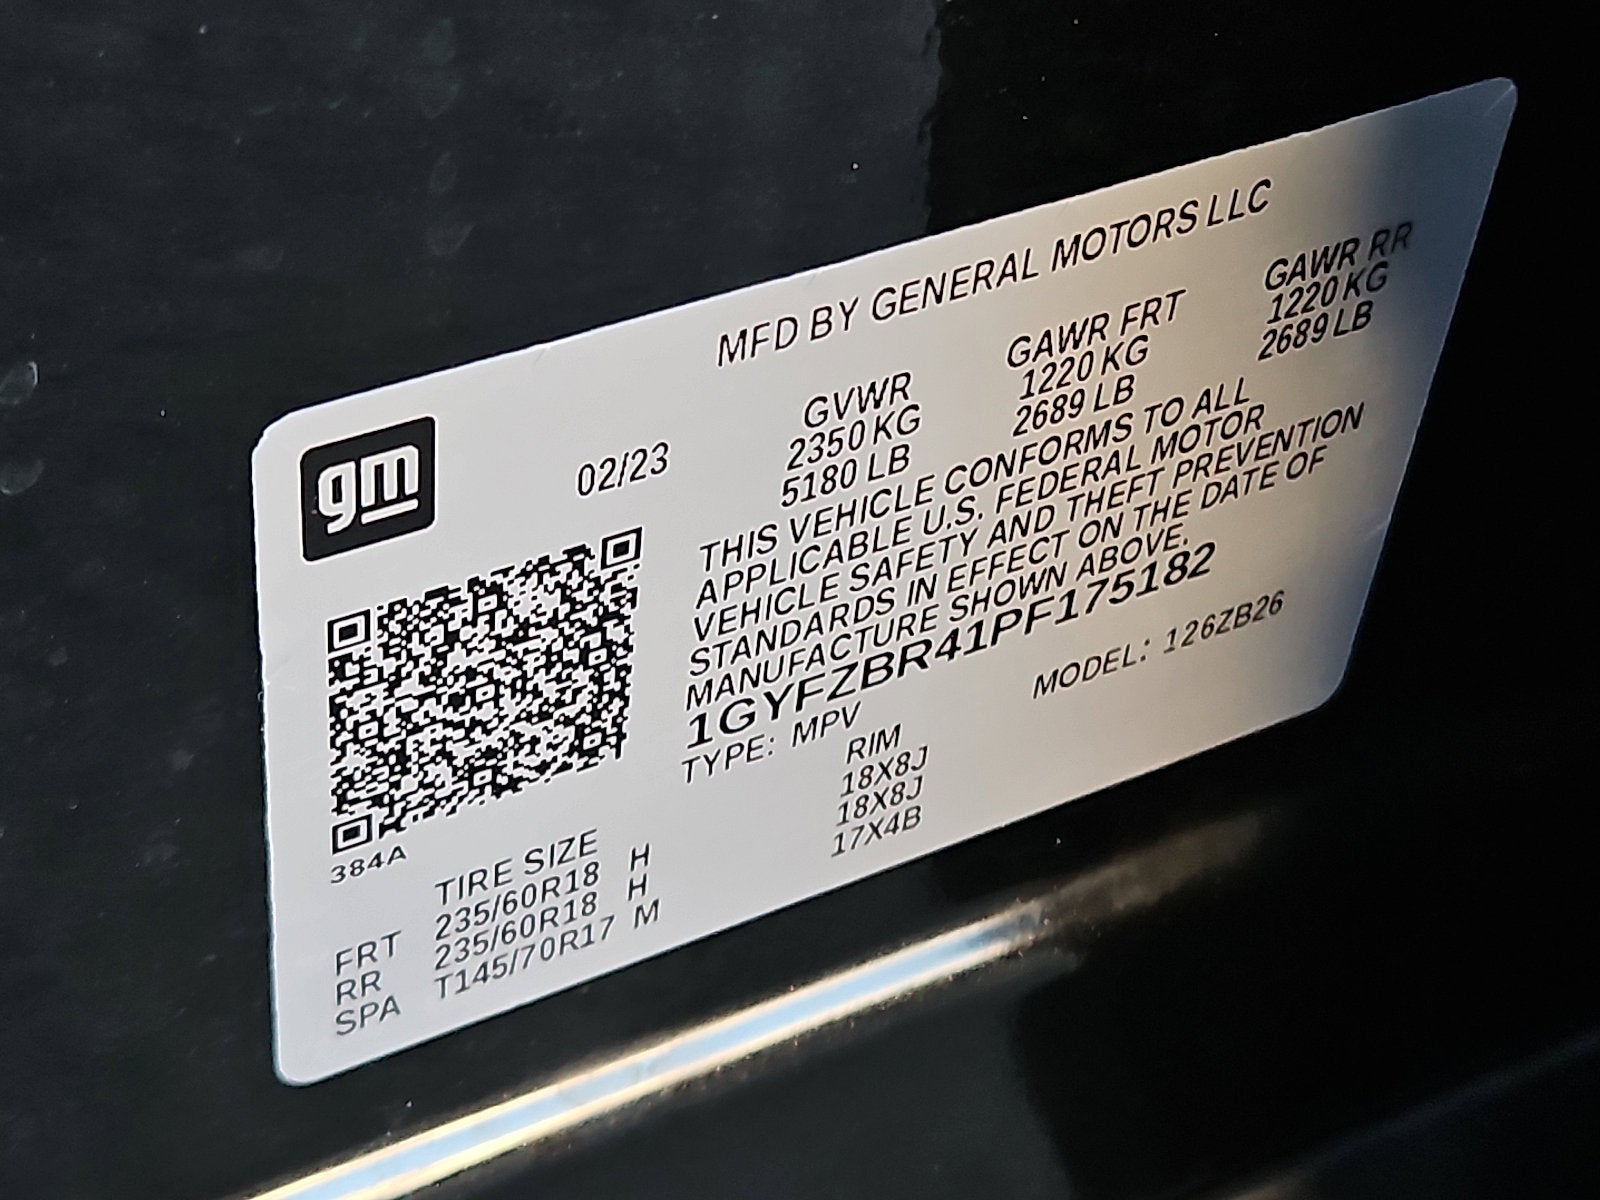 MFD BY GENERAL MOTORS LLC
gm
02/23
GVWR GAWR FRT GAWR RR
2350 KG 1220 KG 1220 KG
5180 LB 2689 LB 2689 LB
THIS VEHICLE CONFORMS TO ALL
APPLICABLE U.S. FEDERAL MOTOR
VEHICLE SAFETY AND THEFT PREVENTION
STANDARDS IN EFFECT ON THE DATE OF
MANUFACTURE SHOWN ABOVE.
1GYFZBR41PF175182
TYPE: MPV MODEL: 126ZB26
384A
TIRE SIZE RIM
FRT 235/60R18 H 18X8J
RR 235/60R18 H 18X8J
SPA T145/70R17 M 17X4B